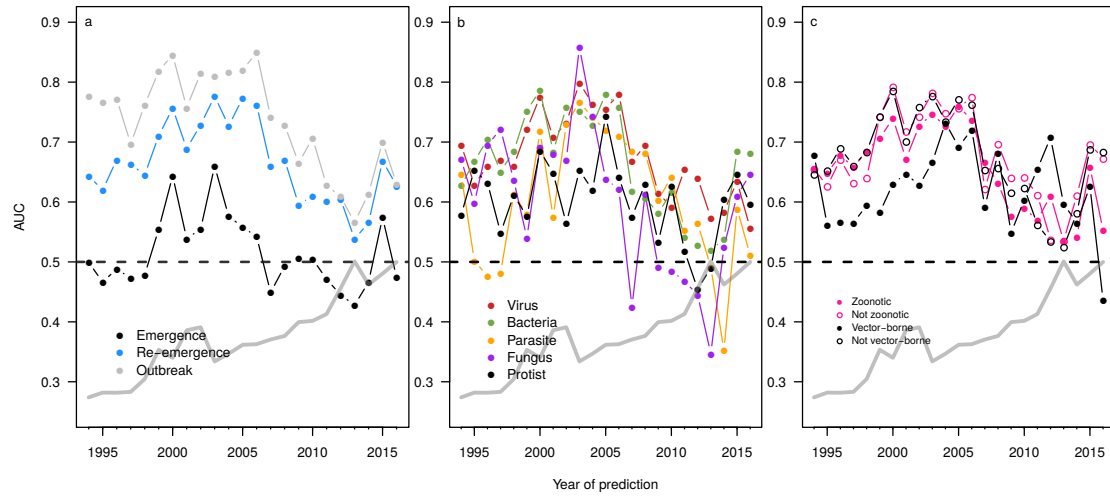 a
b
c
AUC
0.9
0.8
0.7
0.6
0.5
0.4
0.3
Emergence
Re−emergence
Outbreak
1995 2000 2005 2010 2015
0.9
0.8
0.7
0.6
0.5
0.4
0.3
Virus
Bacteria
Parasite
Fungus
Protist
1995 2000 2005 2010 2015
0.9
0.8
0.7
0.6
0.5
0.4
0.3
Zoonotic
Not zoonotic
Vector−borne
Not vector−borne
1995 2000 2005 2010 2015
Year of prediction